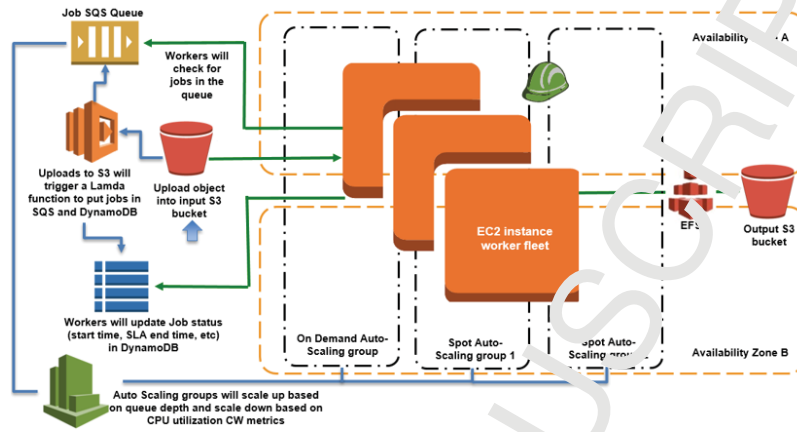 Job SQS Queue
Workers will
check for
jobs in the
queue
Availability
A
Uploads to S3 will
trigger a Lamda
function to put jobs in
SQS and DynamoDB
Upload object
into input S3
bucket
EC2 instance
worker fleet
EFS
Output S3
bucket
Workers will update Job status
(start time, SLA end time, etc)
in DynamoDB
On Demand Auto-
Scaling group
Spot Auto-
Scaling group 1
Spot Auto-
Scaling
Availability Zone B
Auto Scaling groups will scale up based
on queue depth and scale down based on
CPU utilization CW metrics
USCRIP